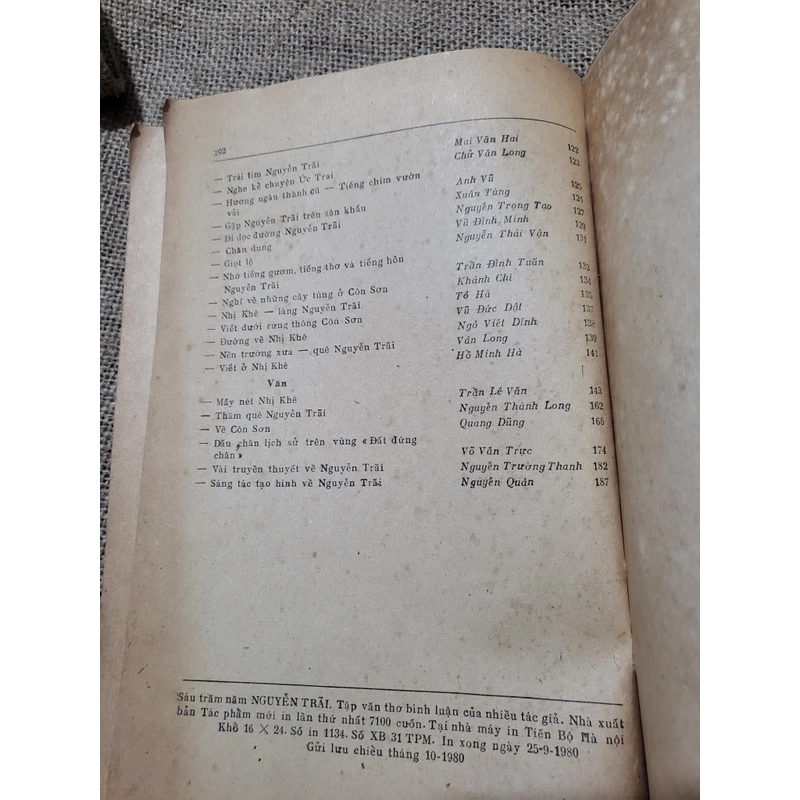 292
— Trái tim Nguyễn Trãi Mai Văn Hai 122
— Nghe kể chuyện Ức Trai Chử Văn Long 123
— Hương ngàu thành cũ — Tiếng chim vườn
vải Anh Vũ 125
— Gặp Nguyễn Trãi trên sân khấu Xuân Tùng 126
— Đi dọc đường Nguyễn Trãi Nguyễn Trọng Tạo 127
— Chân dung Vũ Đình Minh 129
— Giọt lệ Nguyễn Thái Vận 131
— Nhớ tiếng gươm, tiếng thơ và tiếng hồn
Nguyễn Trãi Trần Đình Tuấn 132
— Nghĩ về những cây tùng ở Côn Sơn Khánh Chi 134
— Nhị Khê — làng Nguyễn Trãi Tô Hà 135
— Viết dưới rừng thông Côn Sơn Vũ Đức Dật 137
— Đường về Nhị Khê Ngô Viết Dinh 138
— Nền trường xưa — quê Nguyễn Trãi Vân Long 139
— Viết ở Nhị Khê Hồ Minh Hà 141
Văn
— Mấy nét Nhị Khê Trần Lê Văn 143
— Thăm quê Nguyễn Trãi Nguyễn Thành Long 162
— Về Côn Sơn Quang Dũng 165
— Dấu chân lịch sử trên vùng «Đất đứng
chân» Võ Văn Trực 174
— Vài truyền thuyết về Nguyễn Trãi Nguyễn Trường Thanh 182
— Sáng tác tạo hình về Nguyễn Trãi Nguyễn Quân 187
Sáu trăm năm NGUYỄN TRÃI. Tập văn thơ bình luận của nhiều tác giả. Nhà xuất
bản Tác phẩm mới in lần thứ nhất 7100 cuốn. Tại nhà máy in Tiến Bộ Hà nội
Khổ 16 × 24. Số in 1134. Số XB 31 TPM. In xong ngày 25-9-1980
Gửi lưu chiểu tháng 10-1980